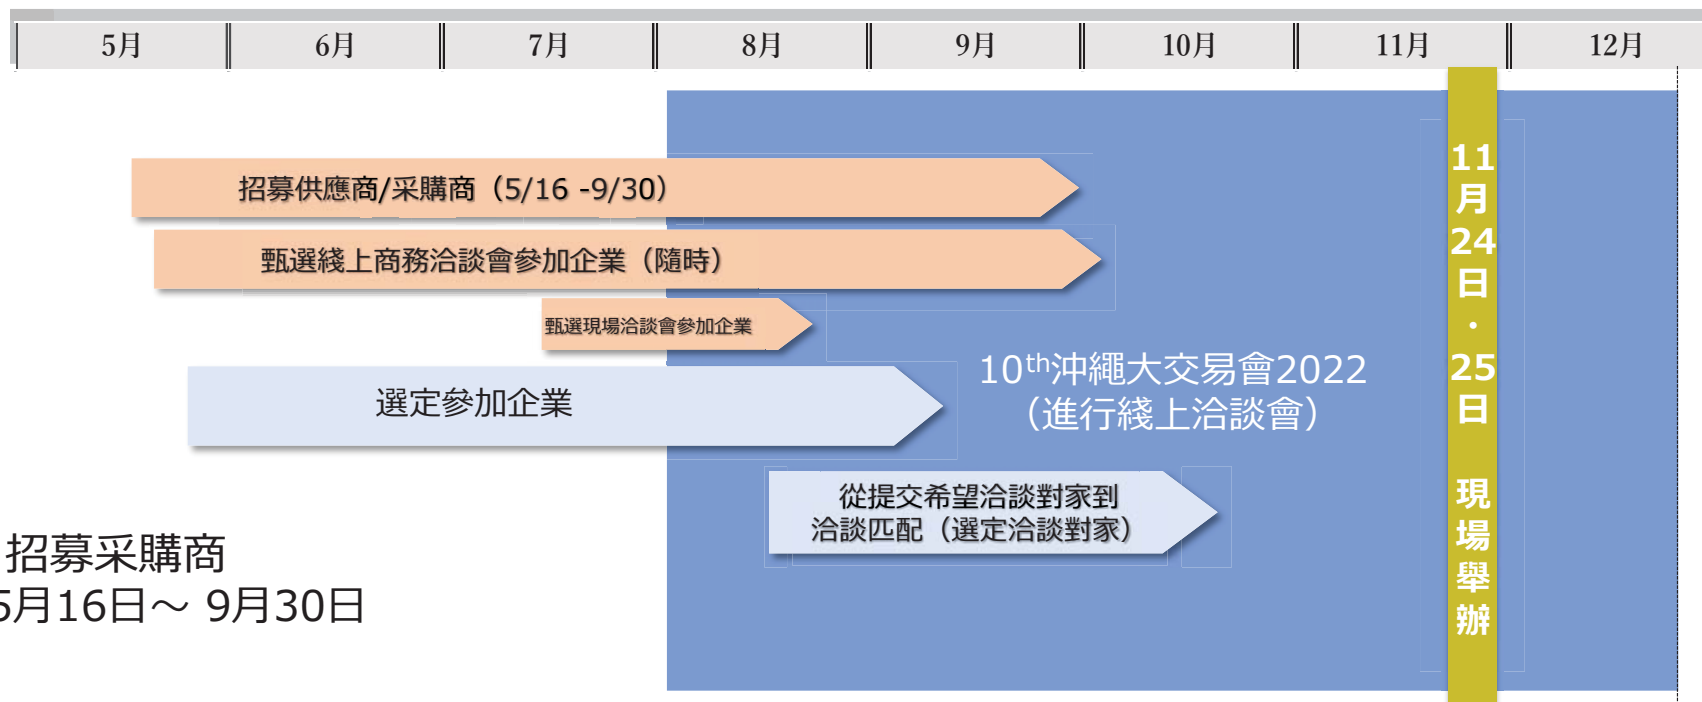 5月 6月 7月 8月 9月 10月 11月 12月
招募供應商/采購商（5/16 -9/30）
甄選綫上商務洽談會參加企業（隨時）
甄選現場洽談會參加企業
選定參加企業
10th沖繩大交易會2022
（進行綫上洽談會）
從提交希望洽談對家到
洽談匹配（選定洽談對家）
招募采購商
5月16日～ 9月30日
11月24日・25日 現場舉辦